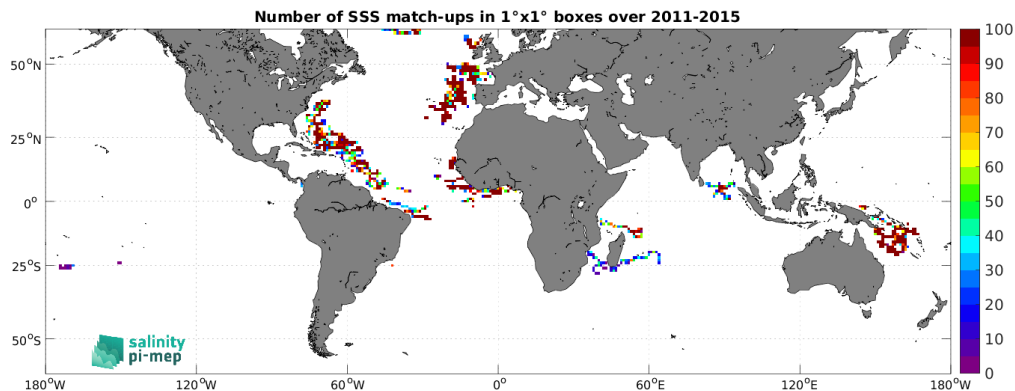 Number of SSS match-ups in 1°x1° boxes over 2011-2015
100
90
80
70
60
50
40
30
20
10
0
50°N
25°N
0°
25°S
50°S
180°W
120°W
60°W
0°
60°E
120°E
180°W
salinity
pi-mep